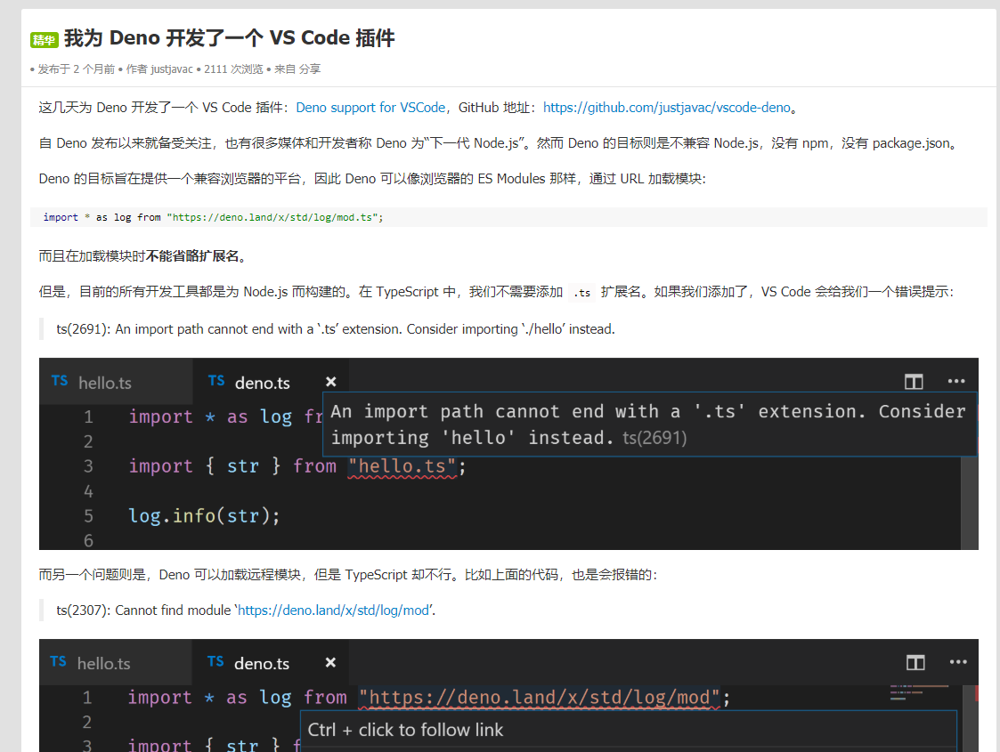 精华 我为 Deno 开发了一个 VS Code 插件
• 发布于 2 个月前 • 作者 justjavac • 2111 次浏览 • 来自 分享
这几天为 Deno 开发了一个 VS Code 插件：Deno support for VSCode，GitHub 地址：https://github.com/justjavac/vscode-deno。
自 Deno 发布以来就备受关注，也有很多媒体和开发者称 Deno 为“下一代 Node.js”。然而 Deno 的目标则是不兼容 Node.js，没有 npm，没有 package.json。
Deno 的目标旨在提供一个兼容浏览器的平台，因此 Deno 可以像浏览器的 ES Modules 那样，通过 URL 加载模块：
import * as log from "https://deno.land/x/std/log/mod.ts";
而且在加载模块时不能省略扩展名。
但是，目前的所有开发工具都是为 Node.js 而构建的。在 TypeScript 中，我们不需要添加 .ts 扩展名。如果我们添加了，VS Code 会给我们一个错误提示：
ts(2691): An import path cannot end with a ‘.ts’ extension. Consider importing ‘./hello’ instead.
TS hello.ts TS deno.ts ×
1 import * as log fr
An import path cannot end with a '.ts' extension. Consider
importing 'hello' instead. ts(2691)
2
3 import { str } from "hello.ts";
4
5 log.info(str);
6
而另一个问题则是，Deno 可以加载远程模块，但是 TypeScript 却不行。比如上面的代码，也是会报错的：
ts(2307): Cannot find module ‘https://deno.land/x/std/log/mod’.
TS hello.ts TS deno.ts ×
1 import * as log from "https://deno.land/x/std/log/mod";
2
Ctrl + click to follow link
3 import { str } f